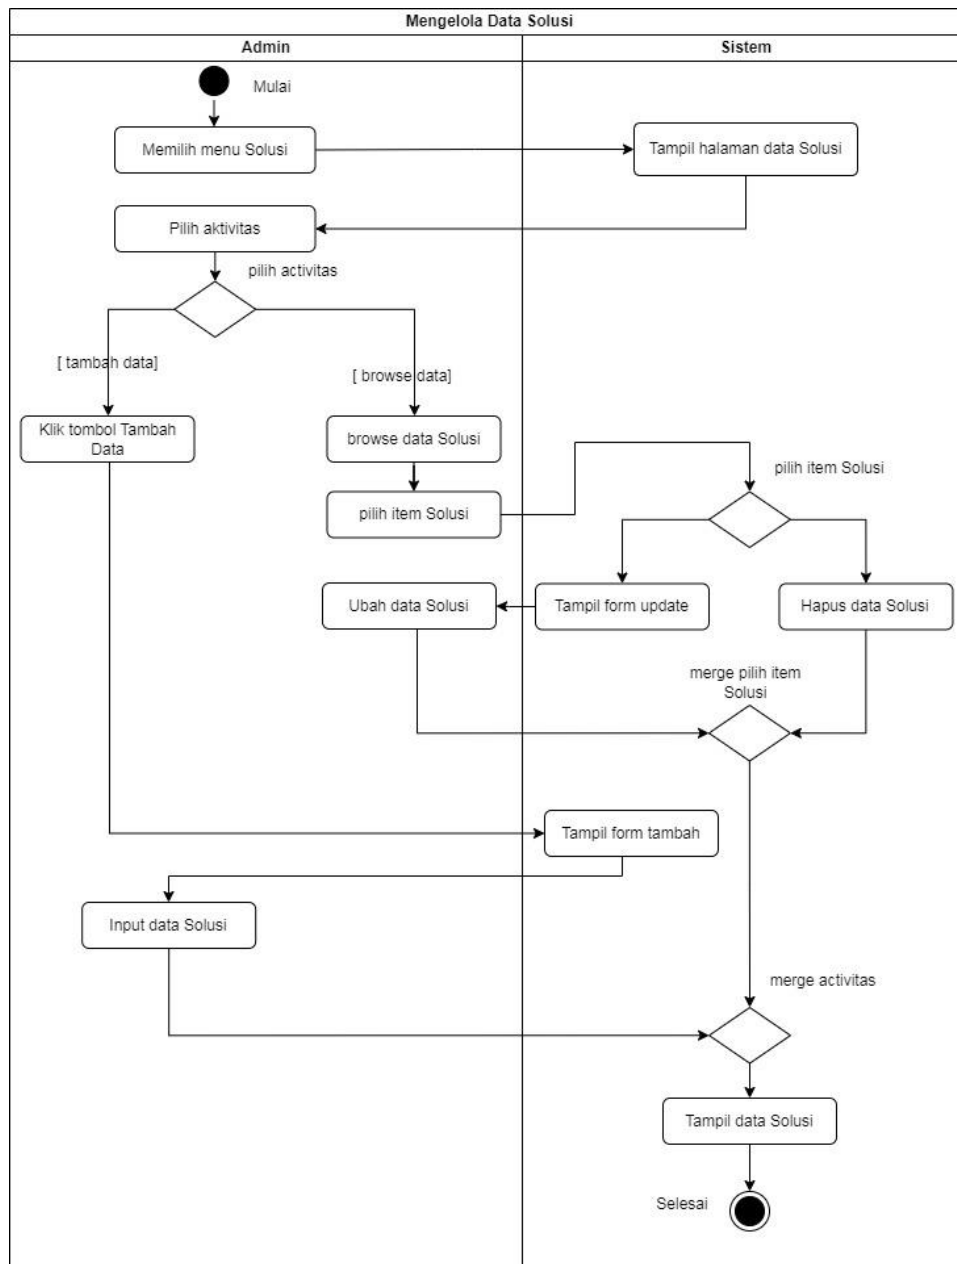 Mengelola Data Solusi
Admin
Sistem
Mulai
Memilih menu Solusi
Tampil halaman data Solusi
Pilih aktivitas
pilih activitas
[ tambah data]
[ browse data]
Klik tombol Tambah
Data
browse data Solusi
pilih item Solusi
pilih item Solusi
Ubah data Solusi
Tampil form update
Hapus data Solusi
merge pilih item
Solusi
Tampil form tambah
Input data Solusi
merge activitas
Tampil data Solusi
Selesai